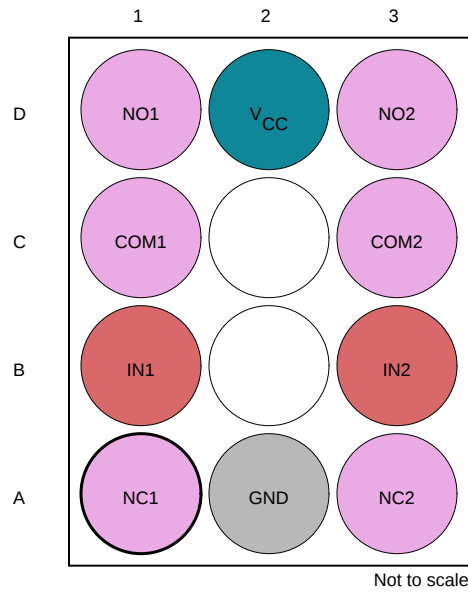 1 2 3
D NO1 VCC NO2
C COM1 COM2
B IN1 IN2
A NC1 GND NC2
Not to scale